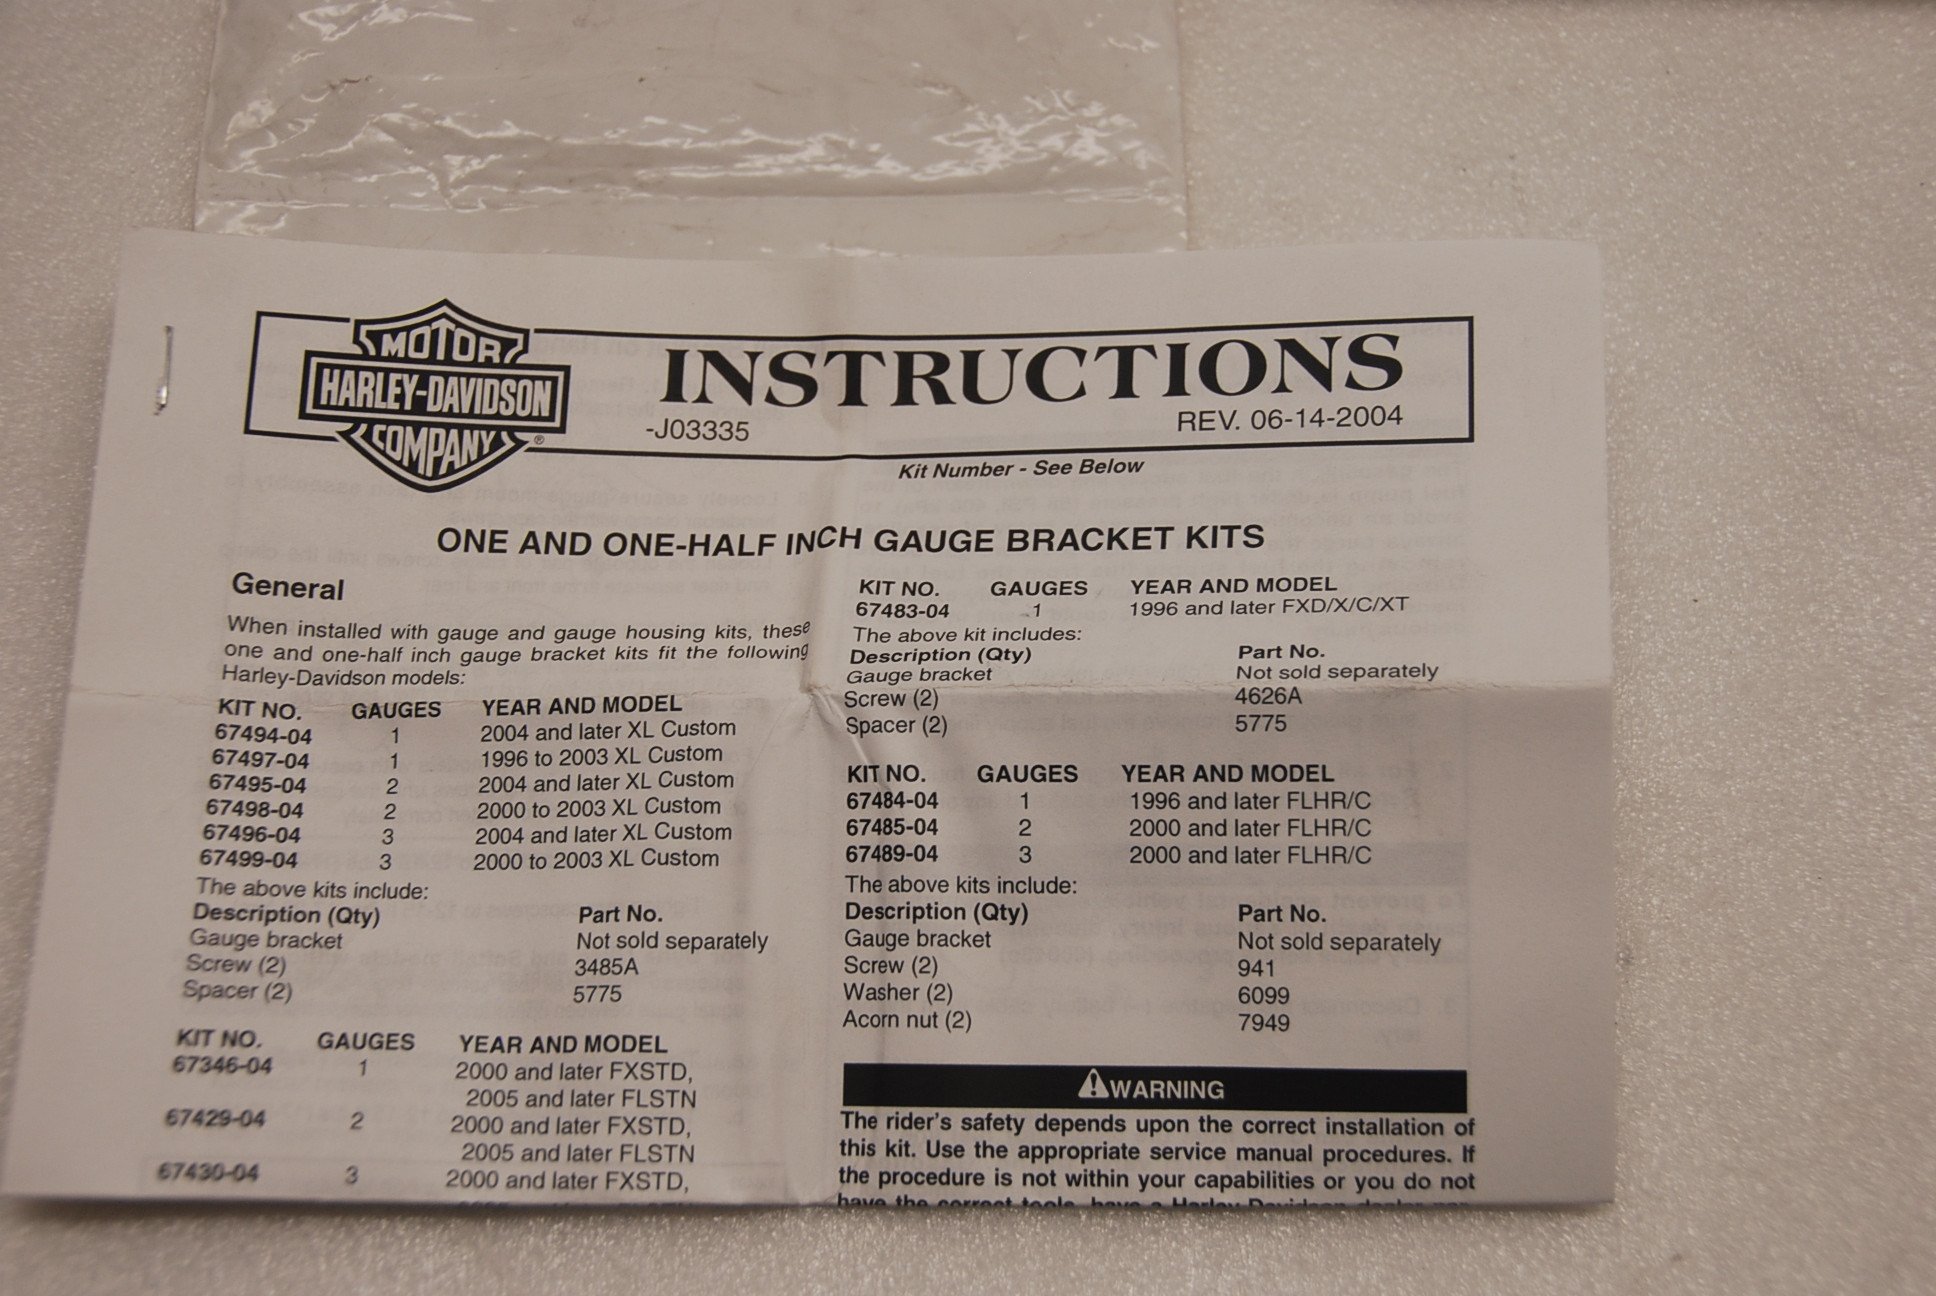 MOTOR
HARLEY-DAVIDSON
COMPANY
®
INSTRUCTIONS
-J03335
REV. 06-14-2004
Kit Number - See Below
ONE AND ONE-HALF INCH GAUGE BRACKET KITS
General
When installed with gauge and gauge housing kits, these
one and one-half inch gauge bracket kits fit the following
Harley-Davidson models:
KIT NO. GAUGES YEAR AND MODEL
67494-04 1 2004 and later XL Custom
67497-04 1 1996 to 2003 XL Custom
67495-04 2 2004 and later XL Custom
67498-04 2 2000 to 2003 XL Custom
67496-04 3 2004 and later XL Custom
67499-04 3 2000 to 2003 XL Custom
The above kits include:
Description (Qty) Part No.
Gauge bracket Not sold separately
Screw (2) 3485A
Spacer (2) 5775
KIT NO. GAUGES YEAR AND MODEL
67346-04 1 2000 and later FXSTD,
2005 and later FLSTN
67429-04 2 2000 and later FXSTD,
2005 and later FLSTN
67430-04 3 2000 and later FXSTD,
KIT NO. GAUGES YEAR AND MODEL
67483-04 1 1996 and later FXD/X/C/XT
The above kit includes:
Description (Qty) Part No.
Gauge bracket Not sold separately
Screw (2) 4626A
Spacer (2) 5775
KIT NO. GAUGES YEAR AND MODEL
67484-04 1 1996 and later FLHR/C
67485-04 2 2000 and later FLHR/C
67489-04 3 2000 and later FLHR/C
The above kits include:
Description (Qty) Part No.
Gauge bracket Not sold separately
Screw (2) 941
Washer (2) 6099
Acorn nut (2) 7949
WARNING
The rider's safety depends upon the correct installation of
this kit. Use the appropriate service manual procedures. If
the procedure is not within your capabilities or you do not
have the correct tools, have a Harley-Davidson dealer